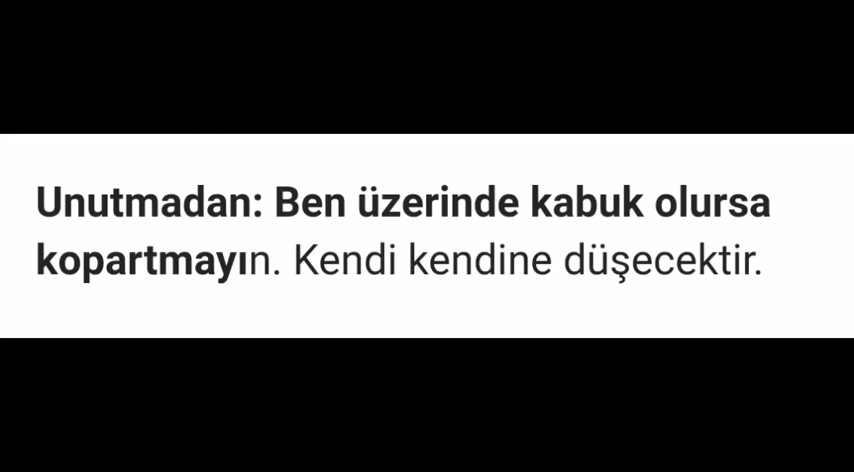 Unutmadan: Ben üzerinde kabuk olursa
kopartmayın. Kendi kendine düşecektir.